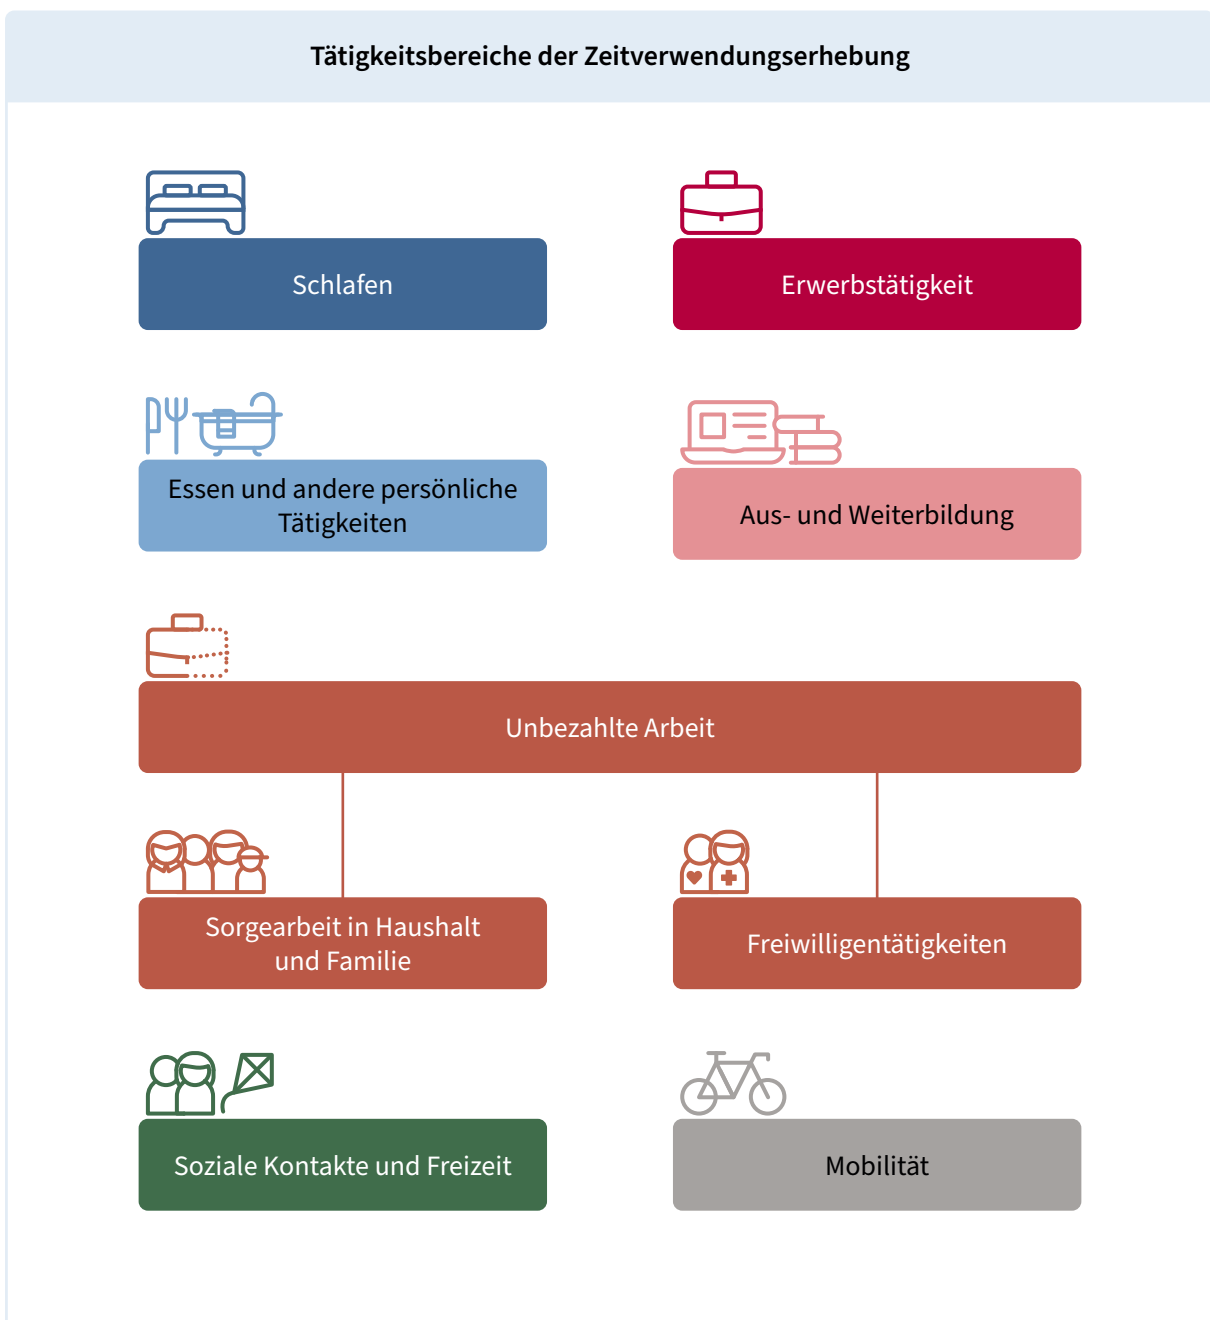 Tätigkeitsbereiche der Zeitverwendungserhebung
Schlafen
Erwerbstätigkeit
Essen und andere persönliche
Tätigkeiten
Aus- und Weiterbildung
Unbezahlte Arbeit
Sorgearbeit in Haushalt
und Familie
Freiwilligentätigkeiten
Soziale Kontakte und Freizeit
Mobilität